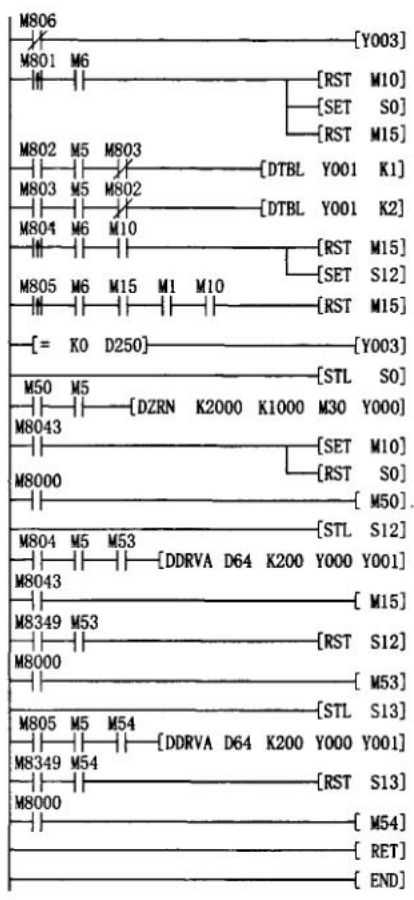 M806
[Y003]
M801 M6
[RST M10]
[SET S0]
[RST M15]
M802 M5 M803
[DTBL Y001 K1]
M803 M5 M802
[DTBL Y001 K2]
M804 M6 M10
[RST M15]
[SET S12]
M805 M6 M15 M1 M10
[RST M15]
[= K0 D250] [Y003]
[STL S0]
M50 M5
[DZRN K2000 K1000 M30 Y000]
M8043
[SET M10]
[RST S0]
M8000
[ M50].
[STL S12]
M804 M5 M53
[DDRVA D64 K200 Y000 Y001]
M8043
[ M15]
M8349 M53
[RST S12]
M8000
[ M53]
[STL S13]
M805 M5 M54
[DDRVA D64 K200 Y000 Y001]
M8349 M54
[RST S13]
M8000
[ M54]
[ RET]
[ END]